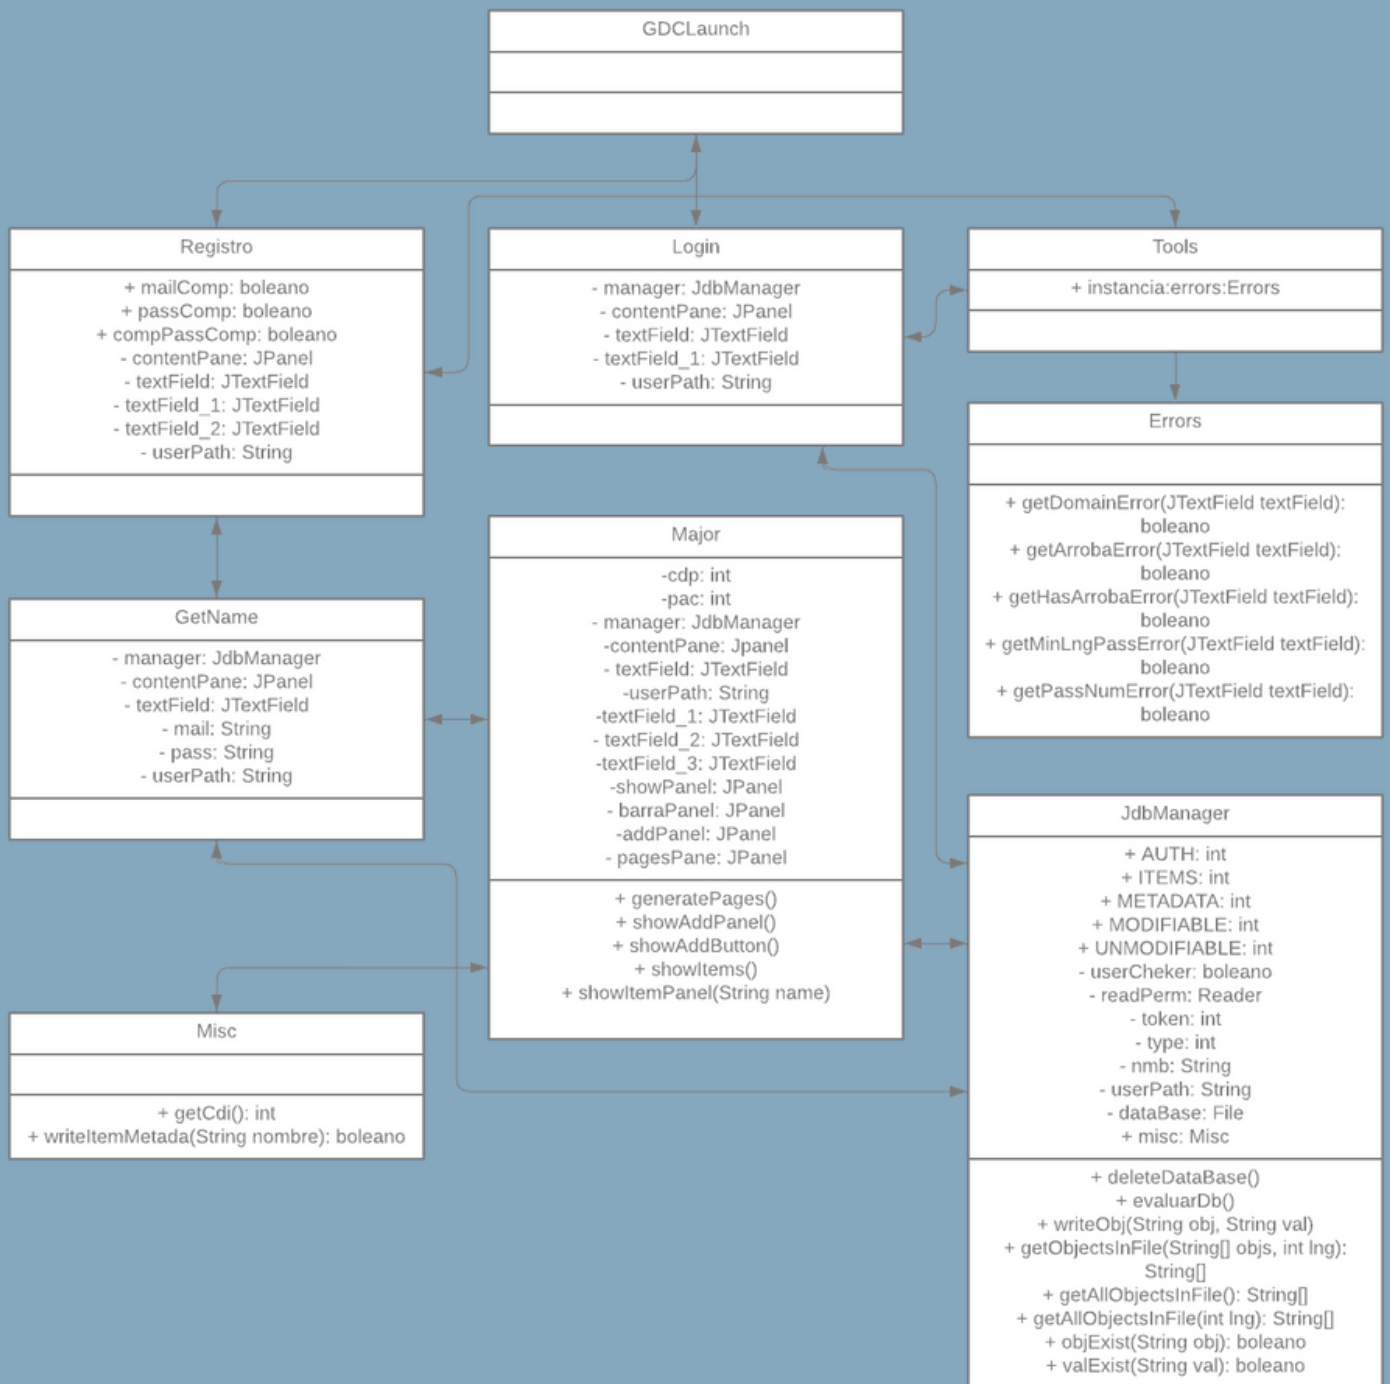 GDCLaunch
Registro
+ mailComp: boleano
+ passComp: boleano
+ compPassComp: boleano
- contentPane: JPanel
- textField: JTextField
- textField_1: JTextField
- textField_2: JTextField
- userPath: String
Login
- manager: JdbManager
- contentPane: JPanel
- textField: JTextField
- textField_1: JTextField
- userPath: String
Tools
+ instancia:errors:Errors
Errors
+ getDomainError(JTextField textField):
boleano
+ getArrobaError(JTextField textField):
boleano
+ getHasArrobaError(JTextField textField):
boleano
+ getMinLngPassError(JTextField textField):
boleano
+ getPassNumError(JTextField textField):
boleano
GetName
- manager: JdbManager
- contentPane: JPanel
- textField: JTextField
- mail: String
- pass: String
- userPath: String
Major
-cdp: int
-pac: int
- manager: JdbManager
-contentPane: Jpanel
- textField: JTextField
-userPath: String
-textField_1: JTextField
- textField_2: JTextField
-textField_3: JTextField
-showPanel: JPanel
- barraPanel: JPanel
-addPanel: JPanel
- pagesPane: JPanel
+ generatePages()
+ showAddPanel()
+ showAddButton()
+ showItems()
+ showItemPanel(String name)
Misc
+ getCdi(): int
+ writeItemMetada(String nombre): boleano
JdbManager
+ AUTH: int
+ ITEMS: int
+ METADATA: int
+ MODIFIABLE: int
+ UNMODIFIABLE: int
- userCheker: boleano
- readPerm: Reader
- token: int
- type: int
- nmb: String
- userPath: String
- dataBase: File
+ misc: Misc
+ deleteDataBase()
+ evaluarDb()
+ writeObj(String obj, String val)
+ getObjectsInFile(String[] objs, int lng):
String[]
+ getAllObjectsInFile(): String[]
+ getAllObjectsInFile(int lng): String[]
+ objExist(String obj): boleano
+ valExist(String val): boleano